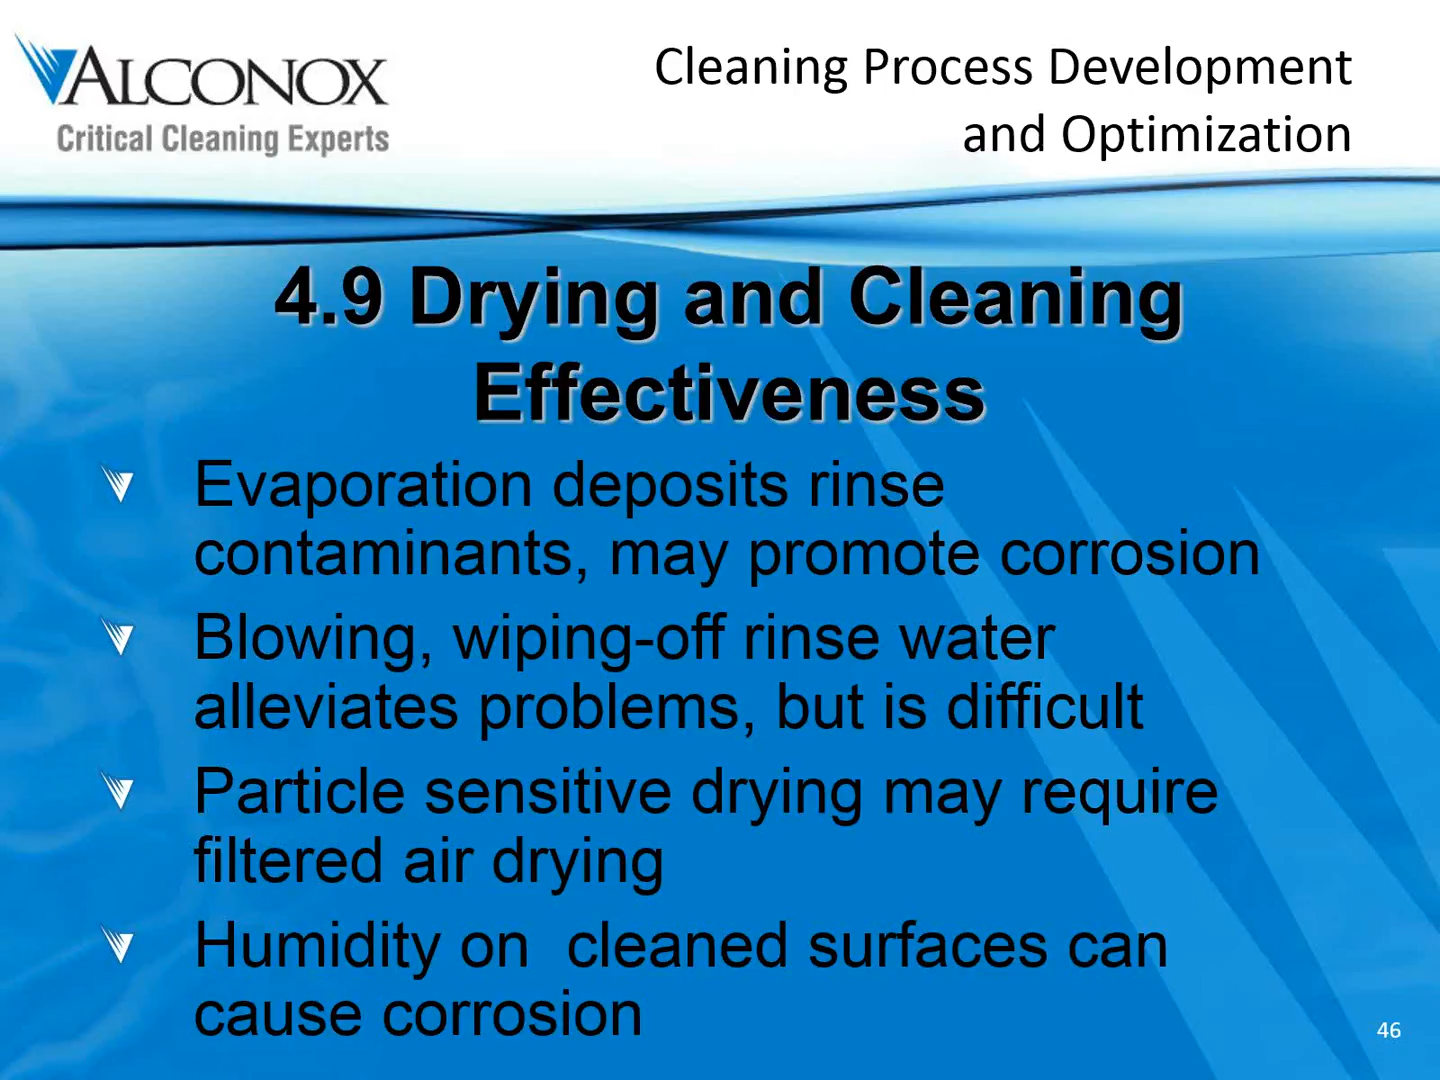 ALCONOX
Critical Cleaning Experts
Cleaning Process Development
and Optimization
4.9 Drying and Cleaning
Effectiveness
Evaporation deposits rinse
contaminants, may promote corrosion
Blowing, wiping-off rinse water
alleviates problems, but is difficult
Particle sensitive drying may require
filtered air drying
Humidity on  cleaned surfaces can
cause corrosion
46